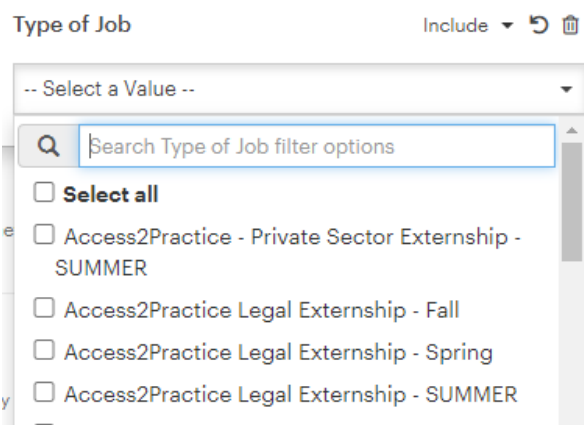 Type of Job
Include
-- Select a Value --
Search Type of Job filter options
Select all
e
Access2Practice - Private Sector Externship -
SUMMER
Access2Practice Legal Externship - Fall
Access2Practice Legal Externship - Spring
Access2Practice Legal Externship - SUMMER
y